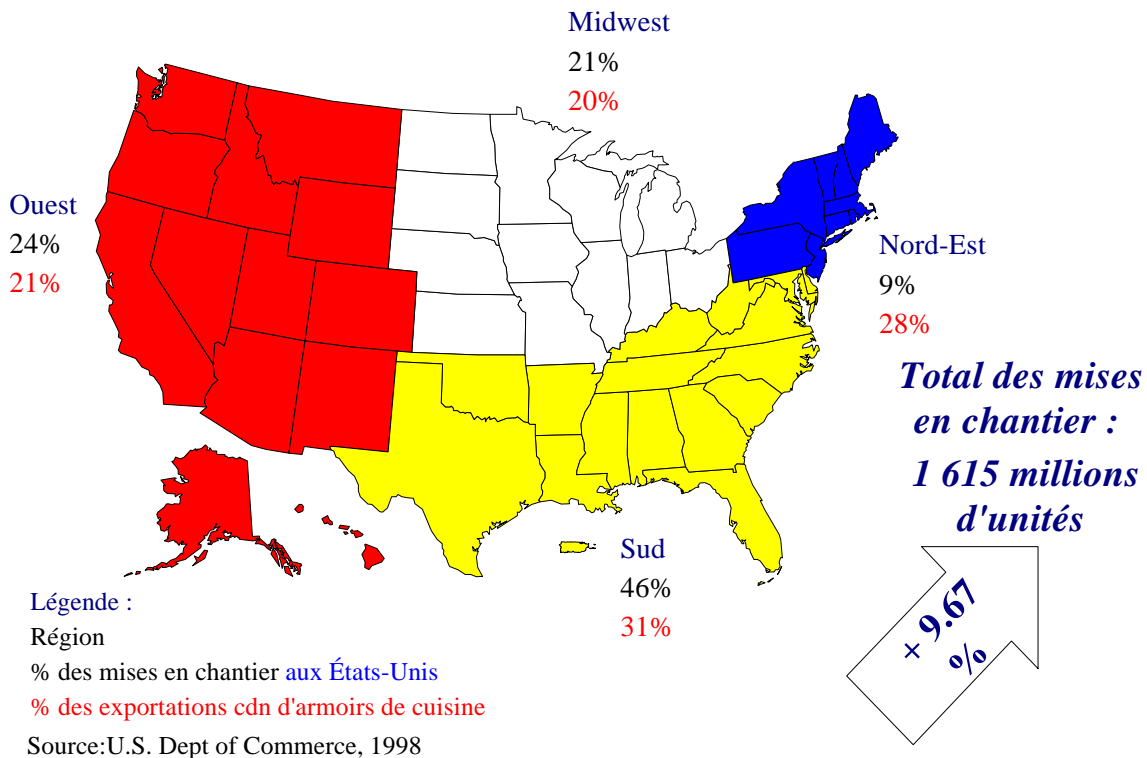 Midwest
21%
20%
Ouest
24%
21%
Nord-Est
9%
28%
Total des mises
en chantier :
1 615 millions
d'unités
Sud
46%
31%
+ 9.67
%
Légende :
Région
% des mises en chantier aux États-Unis
% des exportations cdn d'armoirs de cuisine
Source:U.S. Dept of Commerce, 1998